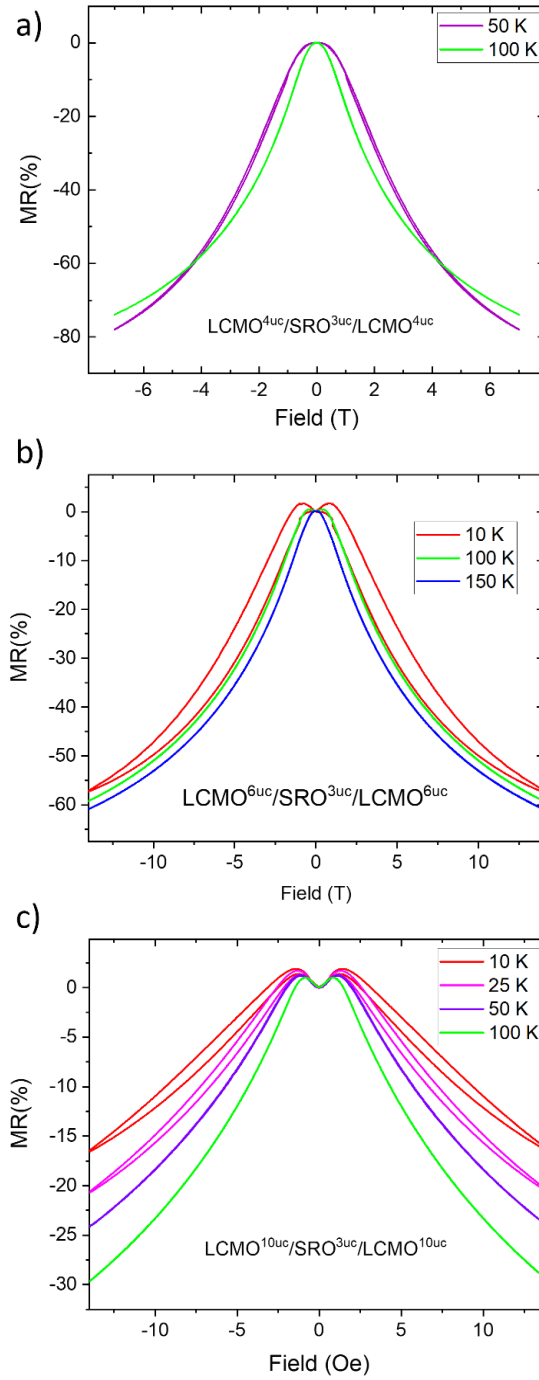 a)
50 K
100 K
0
-20
-40
-60
-80
MR(%)
LCMO⁴ᵘᶜ/SRO³ᵘᶜ/LCMO⁴ᵘᶜ
-6 -4 -2 0 2 4 6
Field (T)
b)
10 K
100 K
150 K
0
-10
-20
-30
-40
-50
-60
MR(%)
LCMO⁶ᵘᶜ/SRO³ᵘᶜ/LCMO⁶ᵘᶜ
-10 -5 0 5 10
Field (T)
c)
10 K
25 K
50 K
100 K
0
-5
-10
-15
-20
-25
-30
MR(%)
LCMO¹⁰ᵘᶜ/SRO³ᵘᶜ/LCMO¹⁰ᵘᶜ
-10 -5 0 5 10
Field (Oe)